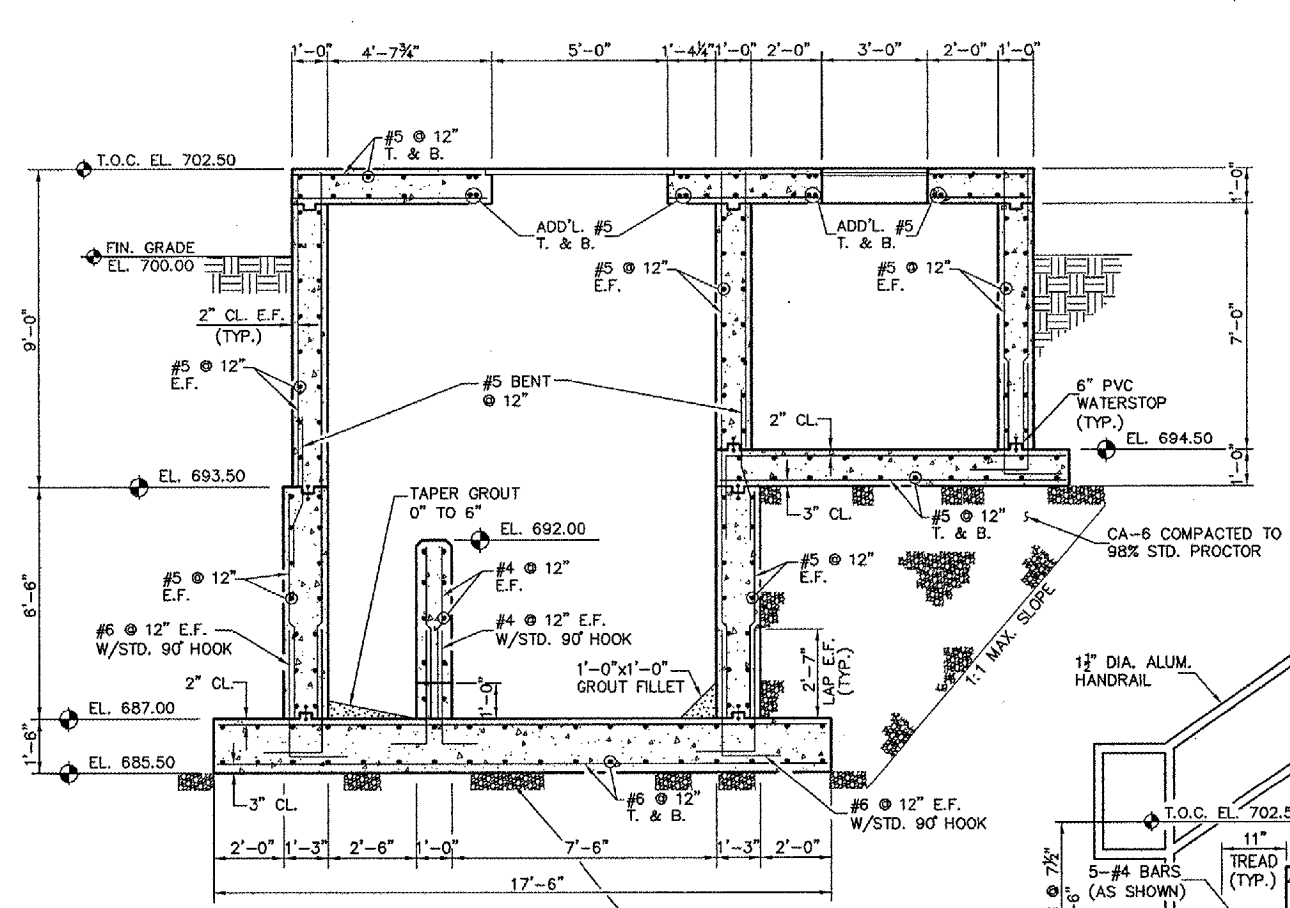 1'-0" 4'-7¾" 5'-0" 1'-4¼" 1'-0" 2'-0" 3'-0" 2'-0" 1'-0"
#5 @ 12"
T. & B.
T.O.C. EL. 702.50
1'-0"
ADD'L. #5
T. & B.
ADD'L. #5
T. & B.
FIN. GRADE
EL. 700.00
#5 @ 12"
E.F.
#5 @ 12"
E.F.
2" CL. E.F.
(TYP.)
9'-0"
7'-0"
#5 @ 12"
E.F.
#5 BENT
@ 12"
6" PVC
WATERSTOP
(TYP.)
2" CL.
EL. 694.50
EL. 693.50
1'-0"
TAPER GROUT
0" TO 6"
3" CL.
#5 @ 12"
T. & B.
EL. 692.00
CA-6 COMPACTED TO
98% STD. PROCTOR
#5 @ 12"
E.F.
#4 @ 12"
E.F.
#5 @ 12"
E.F.
6'-6"
#6 @ 12" E.F.
W/STD. 90° HOOK
#4 @ 12" E.F.
W/STD. 90° HOOK
1:1 MAX. SLOPE
2'-7"
LAP E.F.
(TYP.)
1'-0"x1'-0"
GROUT FILLET
1½" DIA. ALUM.
HANDRAIL
2" CL.
1'-0"
EL. 687.00
1'-6"
EL. 685.50
3" CL.
#6 @ 12"
T. & B.
#6 @ 12" E.F.
W/STD. 90° HOOK
T.O.C. EL. 702.5
2'-0" 1'-3" 2'-6" 1'-0" 7'-6" 1'-3" 2'-0"
11"
TREAD
(TYP.)
@ 7½"
-6"
5-#4 BARS
(AS SHOWN)
17'-6"